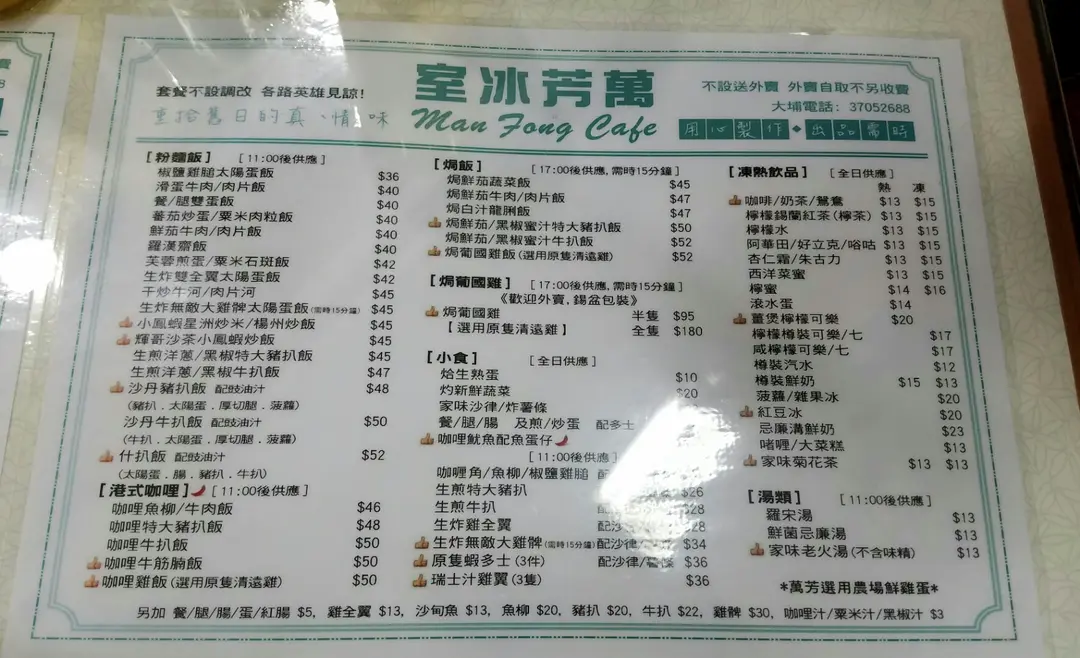 套餐不設調改 各路英雄見諒!
重拾舊日的真、情、味
室冰芳萬
Man Fong Cafe
不設送外賣 外賣自取不另收費
大埔電話: 37052688
用心製作◆出品需時
[粉麵飯] [11:00後供應]
椒鹽雞髄太陽蛋飯 $36
滑蛋牛肉/肉片飯 $40
餐/腿雙蛋飯 $40
蕃茄炒蛋/粟米肉粒飯 $40
鮮茄牛肉/肉片飯 $40
羅漢齋飯 $40
芙蓉煎蛋/粟米石斑飯 $42
生炸雙全翼太陽蛋飯 $42
干炒牛河/肉片河 $45
生炸無敵大雞髀太陽蛋飯(需時15分鐘) $45
小鳳蝦星洲炒米/楊州炒飯 $45
輝哥沙茶小鳳蝦炒飯 $45
生煎洋蔥/黑椒特大豬扒飯 $45
生煎洋蔥/黑椒牛扒飯 $47
沙丹豬扒飯 配豉油汁 $48
(豬扒.太陽蛋.厚切腿.菠蘿)
沙丹牛扒飯 配豉油汁 $50
(牛扒.太陽蛋.厚切腿.菠蘿)
什扒飯 配豉油汁 $52
(太陽蛋.腸.豬扒.牛扒)
[港式咖喱] [11:00後供應]
咖喱魚柳/牛肉飯 $46
咖喱特大豬扒飯 $48
咖喱牛扒飯 $50
咖喱牛筋腩飯 $50
咖喱雞飯(選用原隻清遠雞) $50
[焗飯] [17:00後供應,需時15分鐘]
焗鮮茄蔬菜飯 $45
焗鮮茄牛肉/肉片飯 $47
焗白汁龍脷飯 $47
焗鮮茄/黑椒蜜汁特大豬扒飯 $50
焗鮮茄/黑椒蜜汁牛扒飯 $52
焗葡國雞飯(選用原隻清遠雞) $52
[焗葡國雞] [17:00後供應,需時15分鐘]
《歡迎外賣,錫盆包裝》
焗葡國雞 半隻 $95
【選用原隻清遠雞】 全隻 $180
[小食] [全日供應]
烚生熟蛋 $10
灼新鮮蔬菜 $20
家味沙律/炸薯條
餐/腿/腸 及煎/炒蛋 配多士
咖喱魷魚配魚蛋仔
[11:00後供應]
咖喱角/魚柳/椒鹽雞髄 配
生煎特大豬扒 $26
生煎牛扒 配 $28
生炸雞全翼 配沙 $28
生炸無敵大雞髀(需時15分鐘)配沙律/ $34
原隻蝦多士(3件) 配沙律/薯條 $36
瑞士汁雞翼(3隻) $36
[凍熱飲品] [全日供應]
熱 凍
咖啡/奶茶/鴛鴦 $13 $15
檸檬錫蘭紅茶(檸茶) $13 $15
檸檬水 $13 $15
阿華田/好立克/唂咕 $13 $15
杏仁霜/朱古力 $13 $15
西洋菜蜜 $13 $15
檸蜜 $14 $16
滾水蛋 $14
薑煲檸檬可樂 $20
檸檬樽裝可樂/七 $17
咸檸檬可樂/七 $17
樽裝汽水 $12
樽裝鮮奶 $15 $13
菠蘿/雜果冰 $20
紅豆冰 $20
忌廉溝鮮奶 $23
啫喱/大菜糕 $13
家味菊花茶 $13 $13
[湯類] [11:00後供應]
羅宋湯 $13
鮮菌忌廉湯 $13
家味老火湯(不含味精) $13
*萬芳選用農場鮮雞蛋*
另加 餐/腿/腸/蛋/紅腸 $5, 雞全翼 $13, 沙甸魚 $13, 魚柳 $20, 豬扒 $20, 牛扒 $22, 雞髀 $30, 咖喱汁/粟米汁/黑椒汁 $3